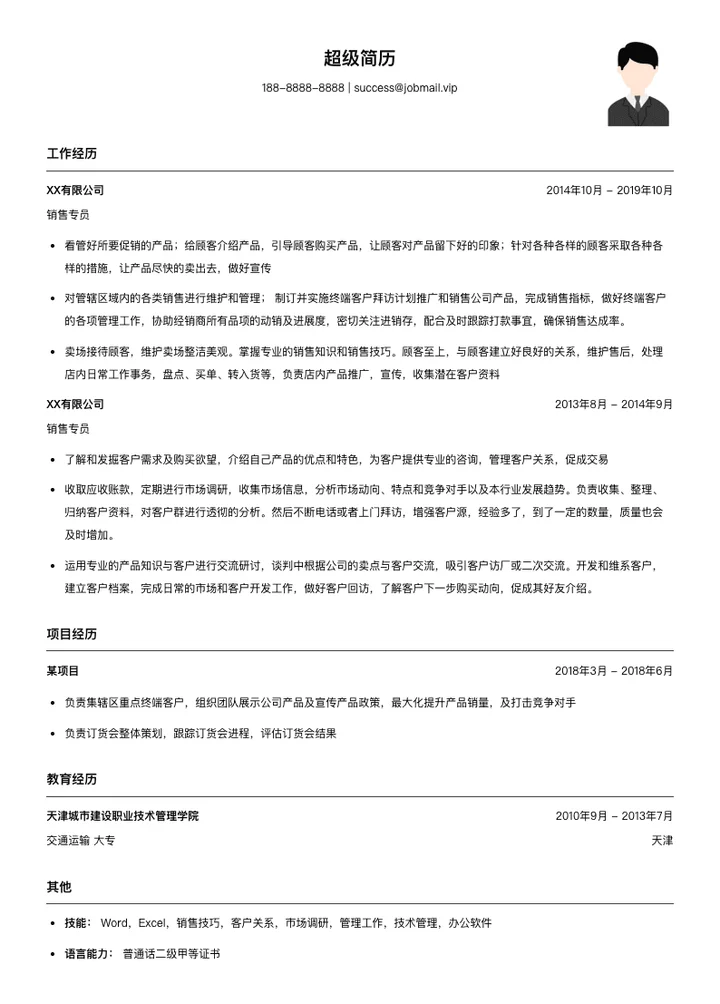 超级简历
188-8888-8888 | success@jobmail.vip
工作经历
XX有限公司 2014年10月 – 2019年10月
销售专员
• 看管好所要促销的产品；给顾客介绍产品，引导顾客购买产品，让顾客对产品留下好的印象；针对各种各样的顾客采取各种各
样的措施，让产品尽快的卖出去，做好宣传
• 对管辖区域内的各类销售进行维护和管理； 制订并实施终端客户拜访计划推广和销售公司产品，完成销售指标，做好终端客户
的各项管理工作，协助经销商所有品项的动销及进展度，密切关注进销存，配合及时跟踪打款事宜，确保销售达成率。
• 卖场接待顾客，维护卖场整洁美观。掌握专业的销售知识和销售技巧。顾客至上，与顾客建立好良好的关系，维护售后，处理
店内日常工作事务，盘点、买单、转入货等，负责店内产品推广，宣传，收集潜在客户资料
XX有限公司 2013年8月 – 2014年9月
销售专员
• 了解和发掘客户需求及购买欲望，介绍自己产品的优点和特色，为客户提供专业的咨询，管理客户关系，促成交易
• 收取应收账款，定期进行市场调研，收集市场信息，分析市场动向、特点和竞争对手以及本行业发展趋势。负责收集、整理、
归纳客户资料，对客户群进行透彻的分析。然后不断电话或者上门拜访，增强客户源，经验多了，到了一定的数量，质量也会
及时增加。
• 运用专业的产品知识与客户进行交流研讨，谈判中根据公司的卖点与客户交流，吸引客户访厂或二次交流。开发和维系客户，
建立客户档案，完成日常的市场和客户开发工作，做好客户回访，了解客户下一步购买动向，促成其好友介绍。
项目经历
某项目 2018年3月 – 2018年6月
• 负责集辖区重点终端客户，组织团队展示公司产品及宣传产品政策，最大化提升产品销量，及打击竞争对手
• 负责订货会整体策划，跟踪订货会进程，评估订货会结果
教育经历
天津城市建设职业技术管理学院 2010年9月 – 2013年7月
交通运输 大专 天津
其他
• 技能： Word，Excel，销售技巧，客户关系，市场调研，管理工作，技术管理，办公软件
• 语言能力： 普通话二级甲等证书